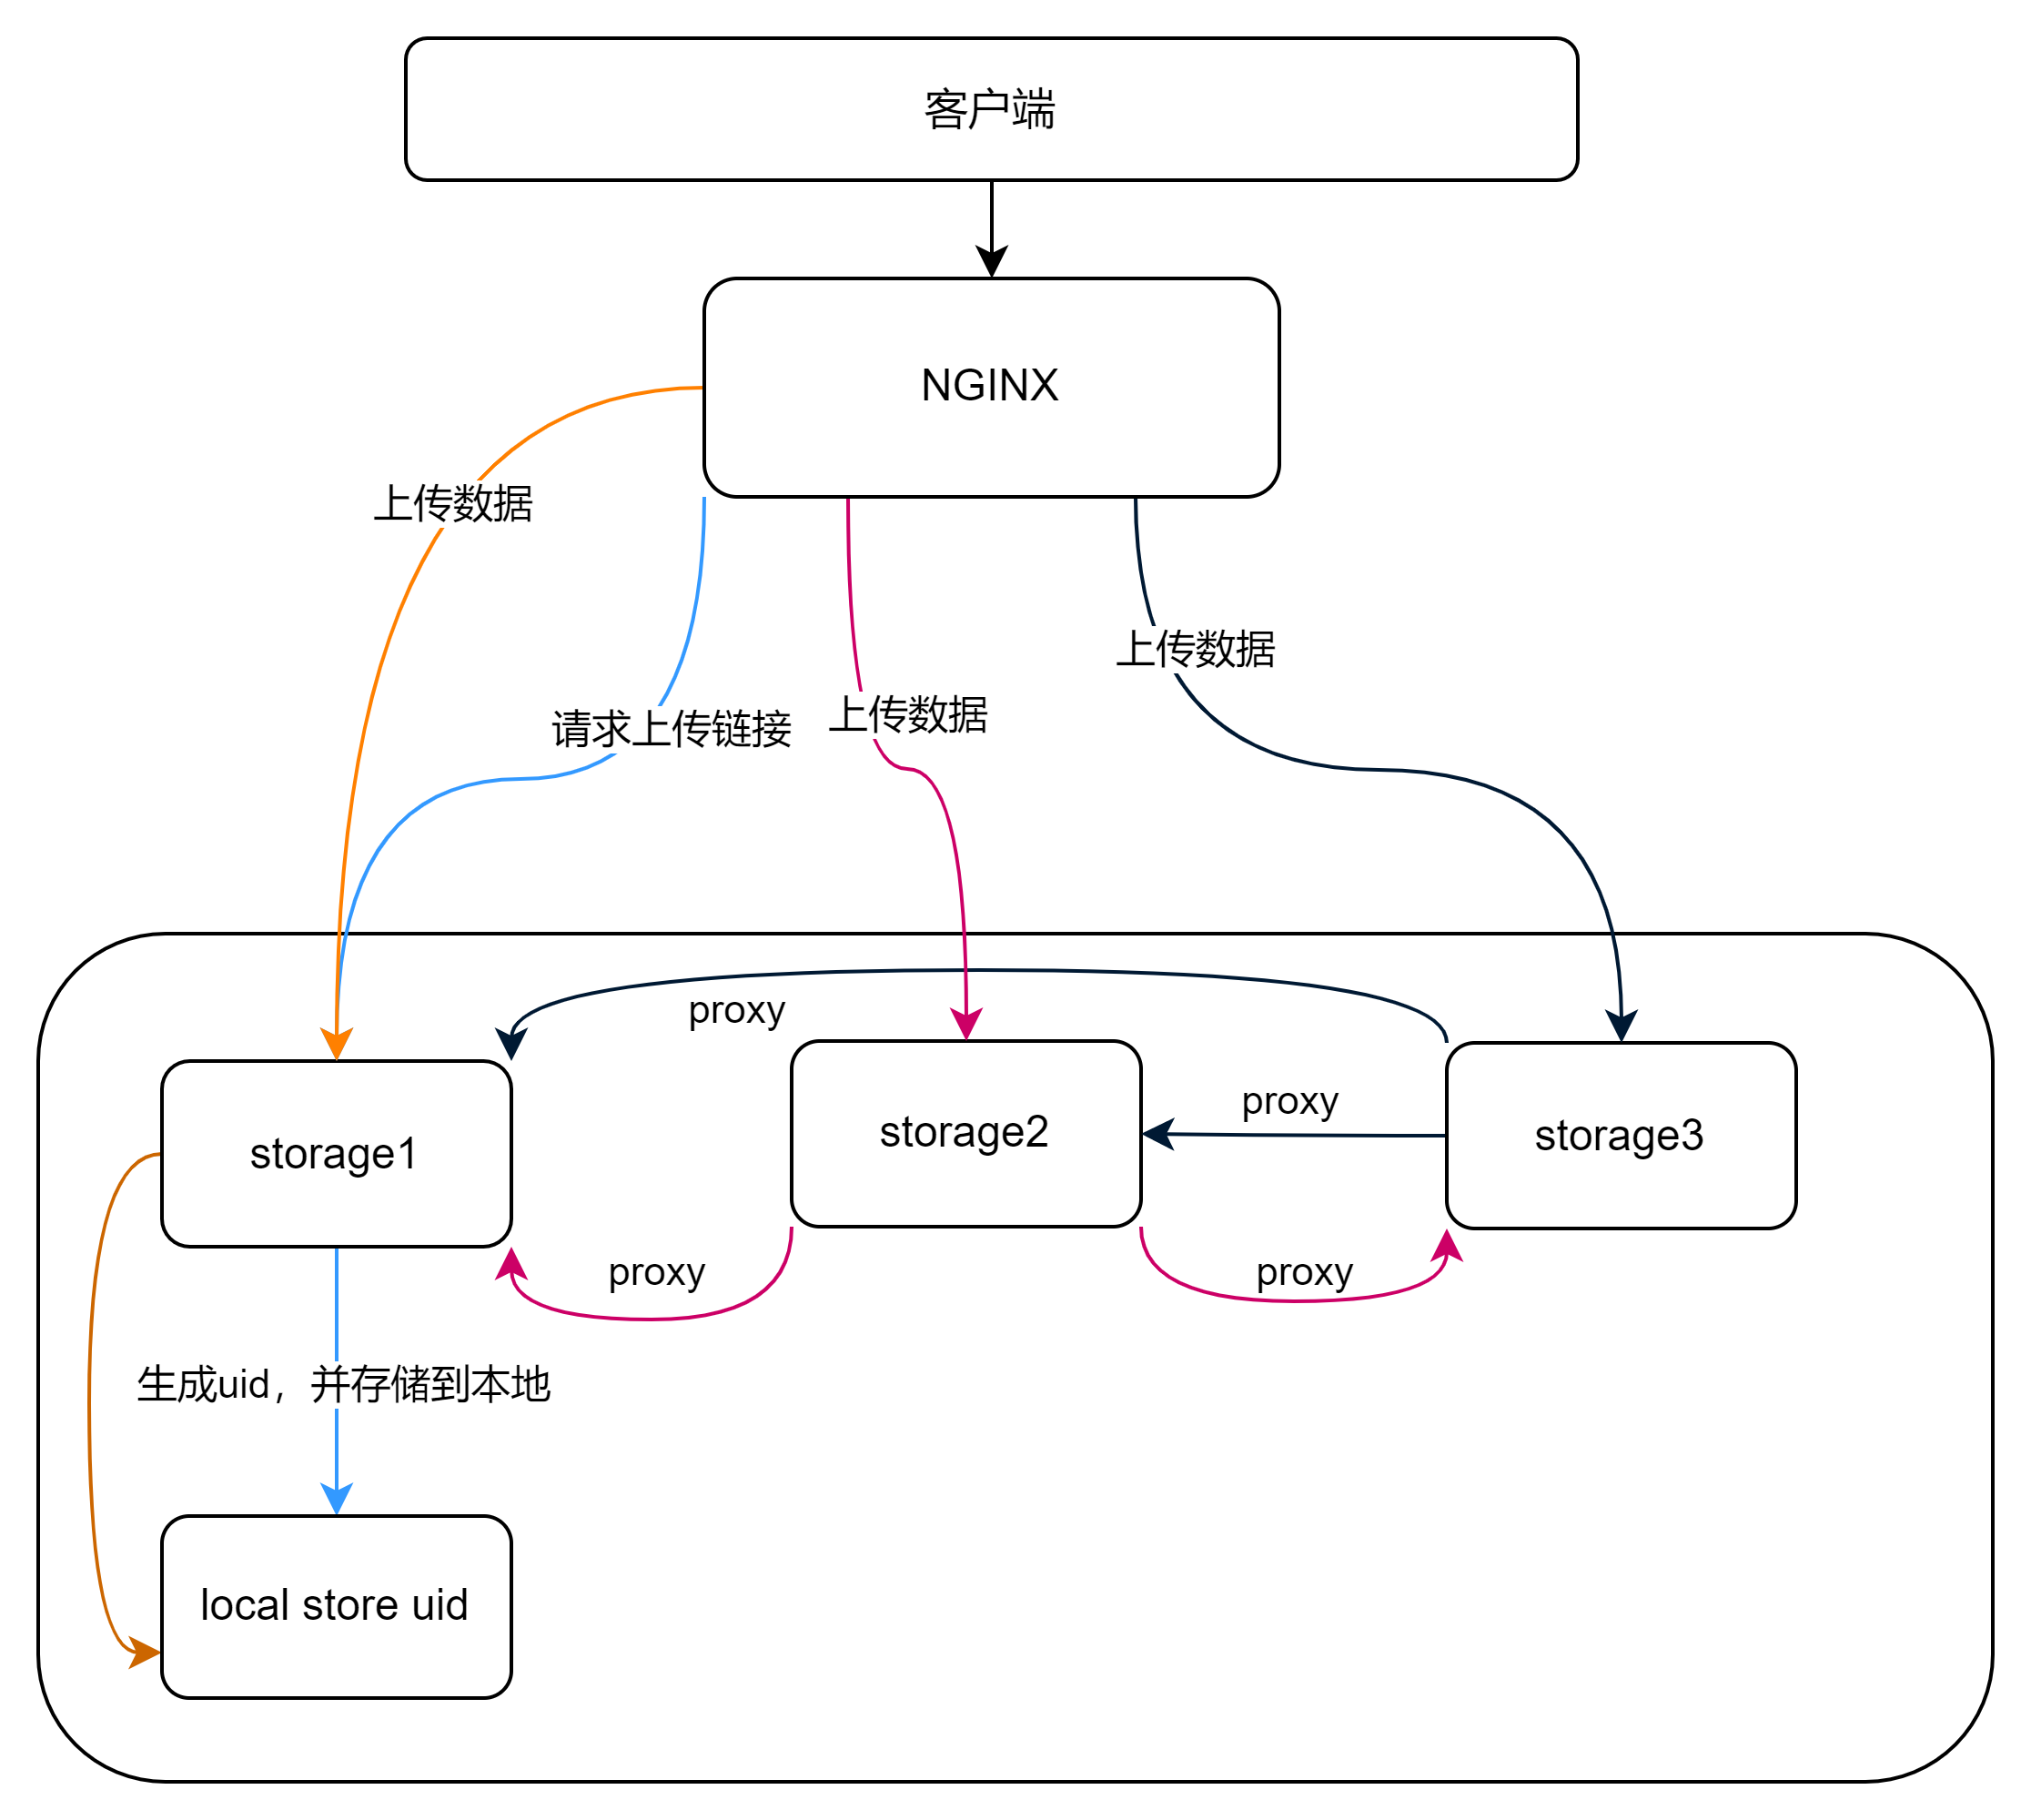 客户端
NGINX
上传数据
上传数据
请求上传链接
上传数据
proxy
proxy
storage1
storage2
storage3
proxy
proxy
生成uid，并存储到本地
local store uid